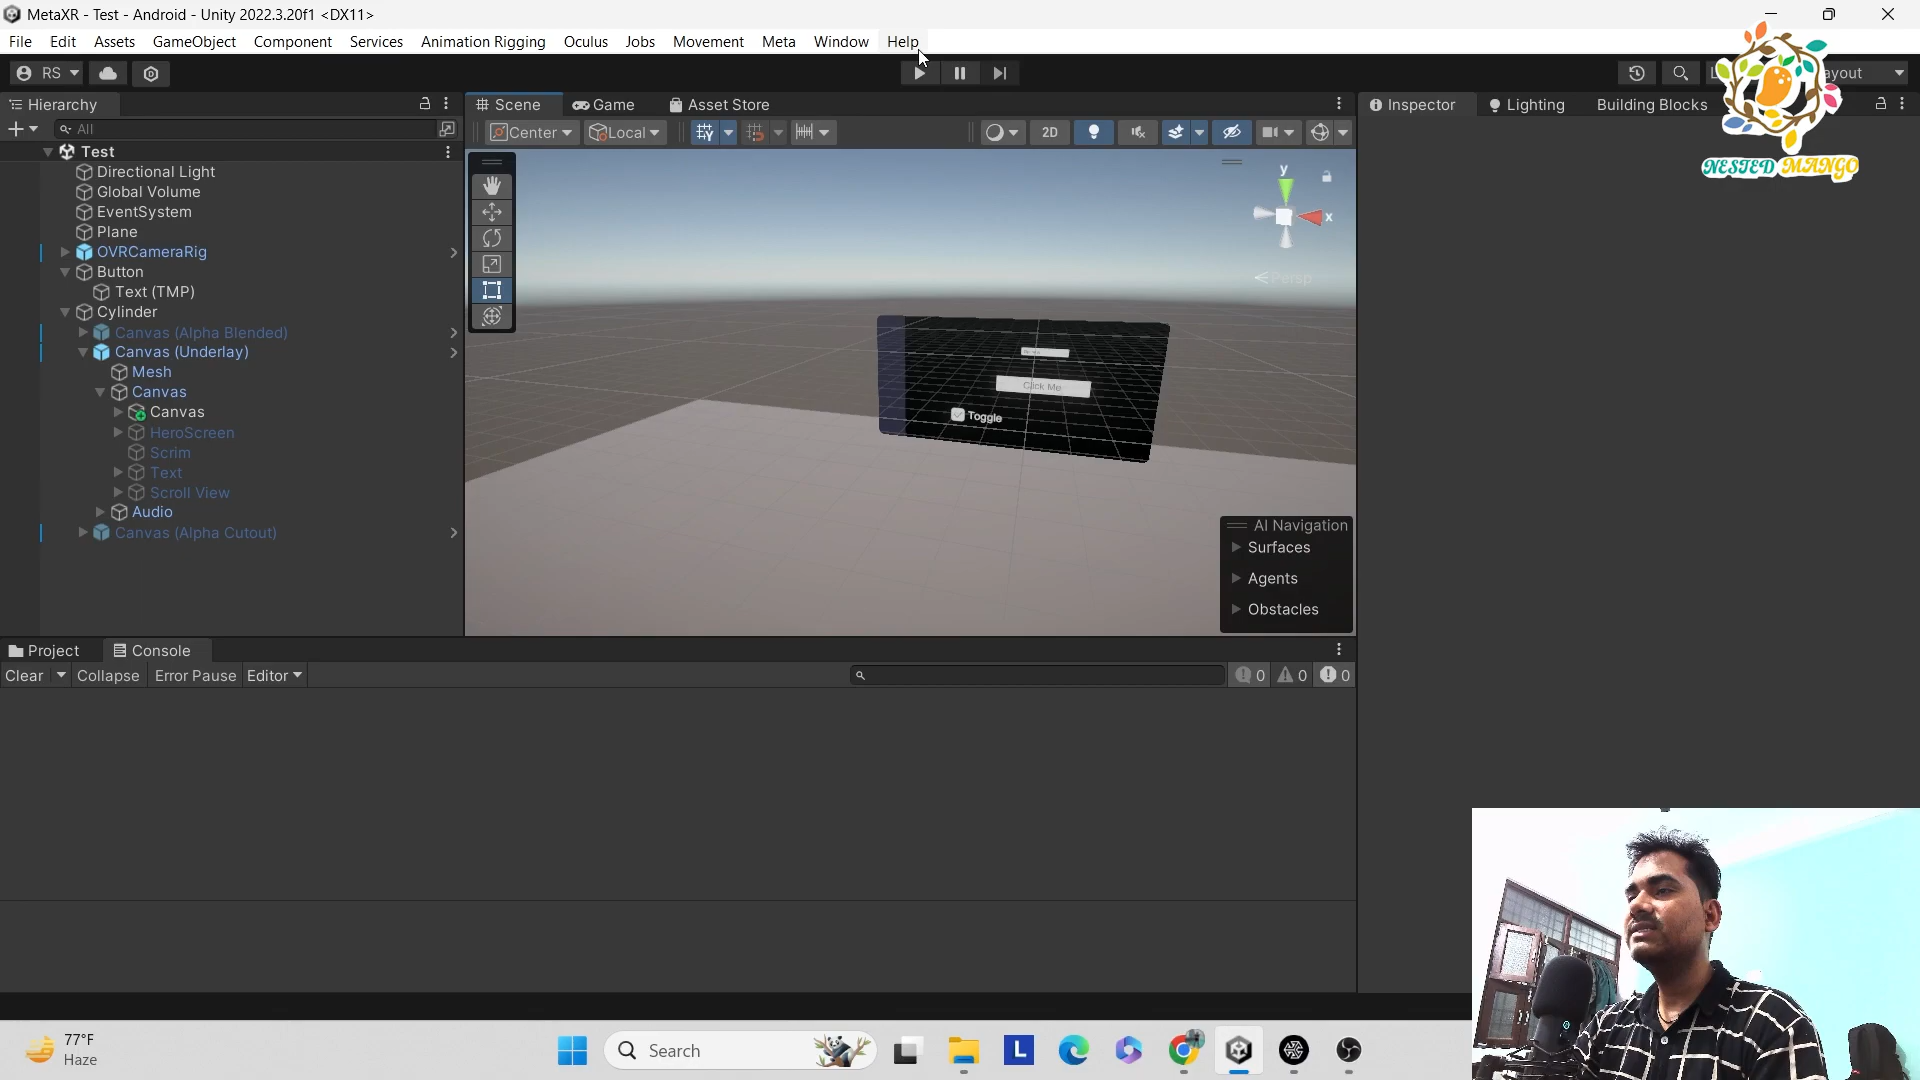 MetaXR - Test - Android - Unity 2022.3.20f1 <DX11>
File Edit Assets GameObject Component Services Animation Rigging Oculus Jobs Movement Meta Window Help
RS
ayout
Hierarchy
Scene Game Asset Store
Inspector Lighting Building Blocks
All
Center Local 2D
NESTED MANGO
Test
Directional Light
Global Volume
EventSystem
Plane
OVRCameraRig
Button
Text (TMP)
Cylinder
Canvas (Alpha Blended)
Canvas (Underlay)
Mesh
Canvas
Canvas
HeroScreen
Scrim
Text
Scroll View
Audio
Canvas (Alpha Cutout)
y
x
Persp
Click Me
Toggle
AI Navigation
Surfaces
Agents
Obstacles
Project Console
Clear Collapse Error Pause Editor
0 0 0
77°F
Haze
Search
L